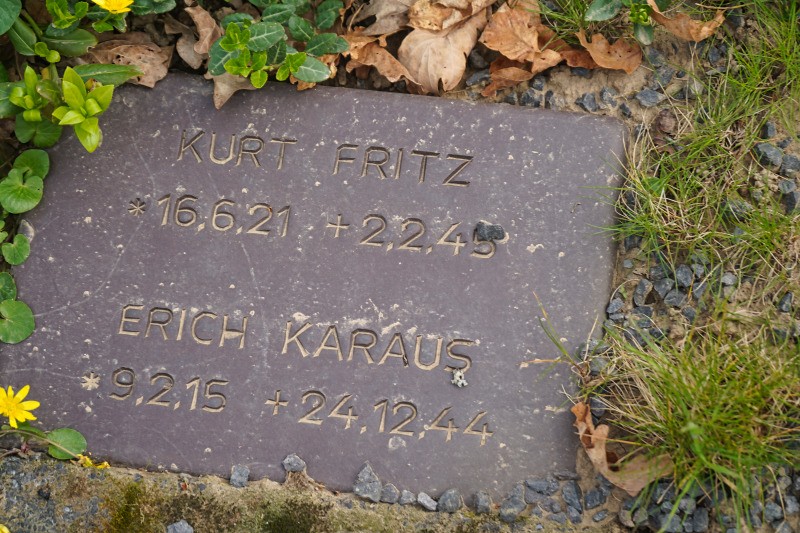 KURT FRITZ
*16.6.21 +2.2.45
ERICH KARAUS
*9.2.15 +24.12.44